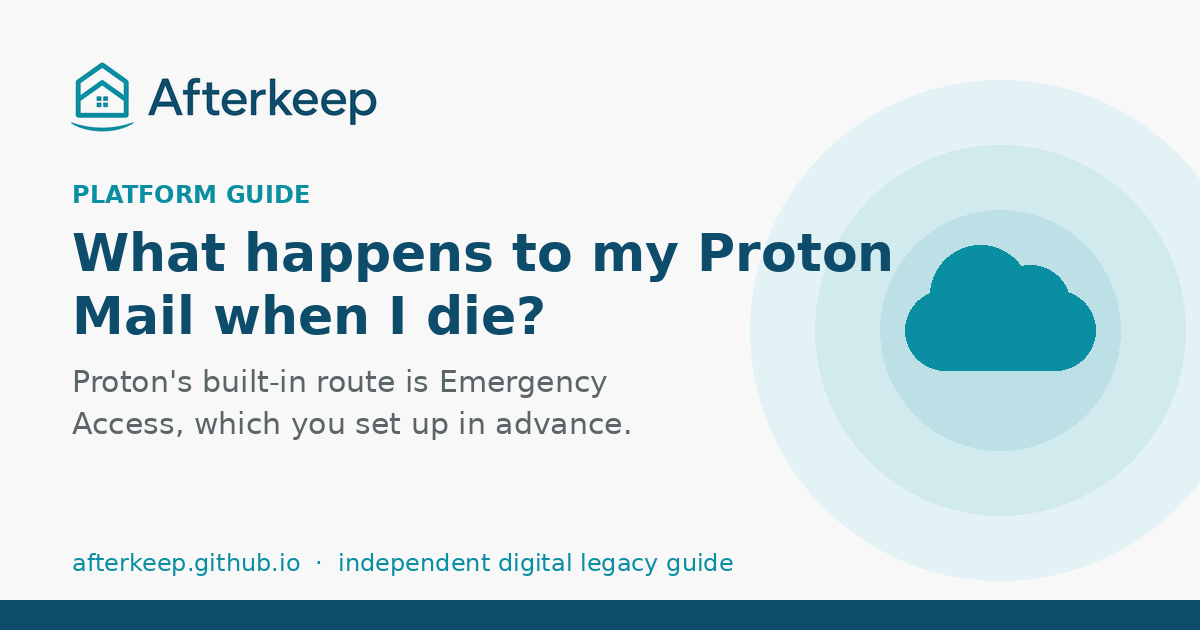 Afterkeep
PLATFORM GUIDE
What happens to my Proton
Mail when I die?
Proton's built-in route is Emergency
Access, which you set up in advance.
afterkeep.github.io · independent digital legacy guide